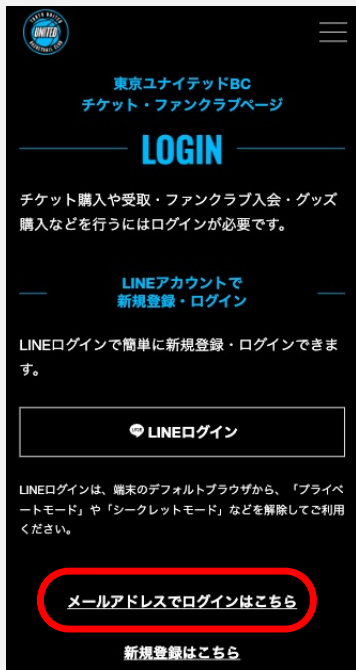 TOKYO UNITED
UNITED
BASKETBALL CLUB
東京ユナイテッドBC
チケット・ファンクラブページ
LOGIN
チケット購入や受取・ファンクラブ入会・グッズ
購入などを行うにはログインが必要です。
LINEアカウントで
新規登録・ログイン
LINEログインで簡単に新規登録・ログインできま
す。
LINEログイン
LINEログインは、端末のデフォルトブラウザから、「プライベ
ートモード」や「シークレットモード」などを解除してご利用
ください。
メールアドレスでログインはこちら
新規登録はこちら